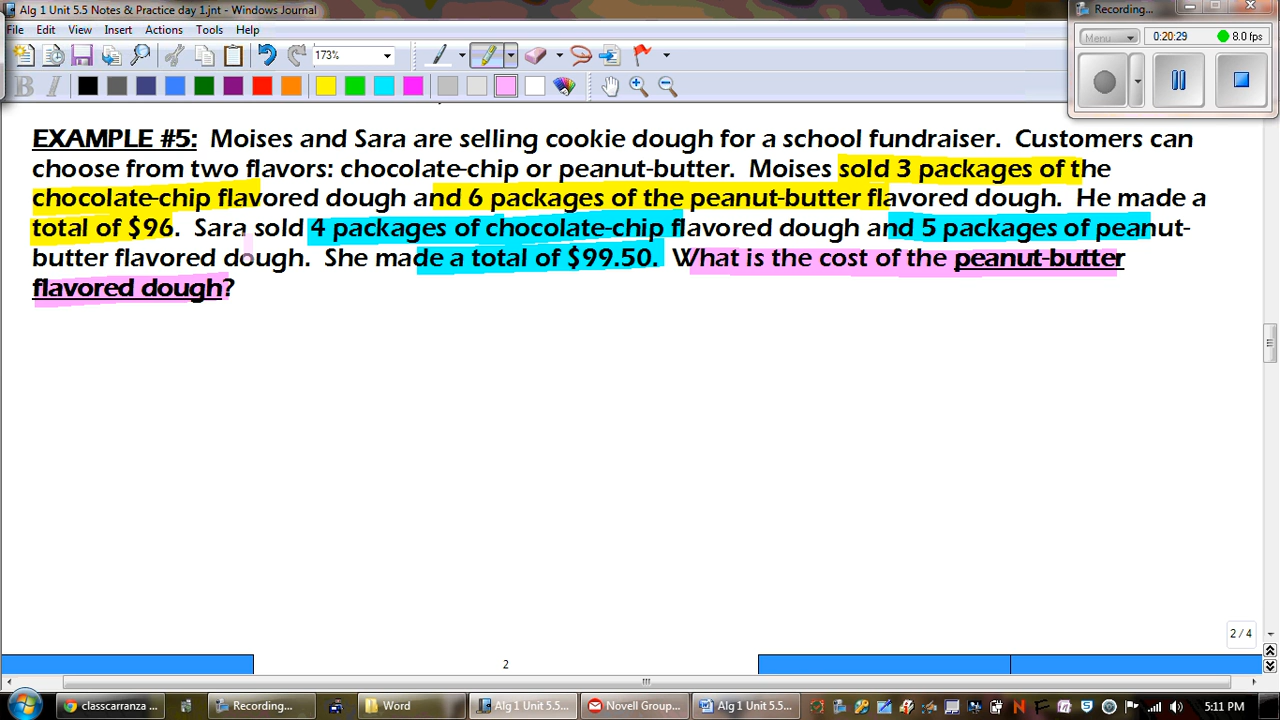 Alg 1 Unit 5.5 Notes & Practice day 1.jnt - Windows Journal
Recording...
File Edit View Insert Actions Tools Help
Menu
0:20:29
8.0 fps
173%
B I
EXAMPLE #5: Moises and Sara are selling cookie dough for a school fundraiser. Customers can
choose from two flavors: chocolate-chip or peanut-butter. Moises sold 3 packages of the
chocolate-chip flavored dough and 6 packages of the peanut-butter flavored dough. He made a
total of $96. Sara sold 4 packages of chocolate-chip flavored dough and 5 packages of peanut-
butter flavored dough. She made a total of $99.50. What is the cost of the peanut-butter
flavored dough?
2 / 4
2
classcarranza ...
Recording...
Word
Alg 1 Unit 5.5...
Novell Group...
Alg 1 Unit 5.5...
5:11 PM